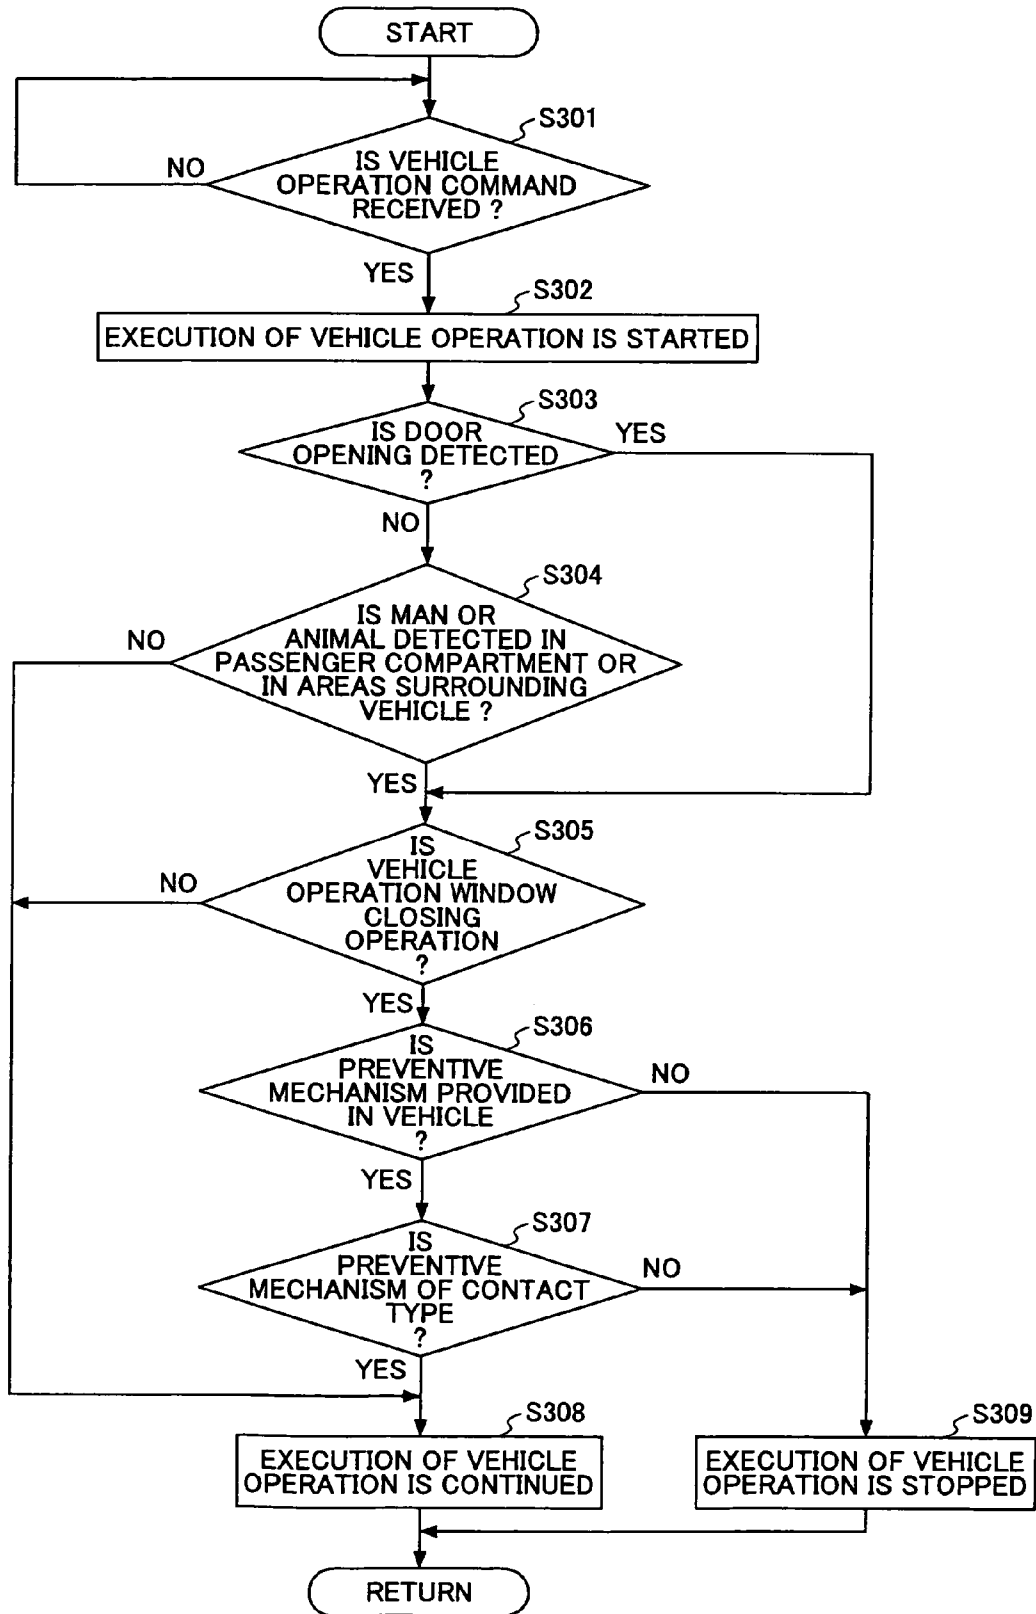 START
S301
IS VEHICLE
OPERATION COMMAND
RECEIVED ?
NO
YES
S302
EXECUTION OF VEHICLE OPERATION IS STARTED
S303
IS DOOR
OPENING DETECTED
?
YES
NO
S304
IS MAN OR
ANIMAL DETECTED IN
PASSENGER COMPARTMENT OR
IN AREAS SURROUNDING
VEHICLE ?
NO
YES
S305
IS
VEHICLE
OPERATION WINDOW
CLOSING
OPERATION
?
NO
YES
S306
IS
PREVENTIVE
MECHANISM PROVIDED
IN VEHICLE
?
NO
YES
S307
IS
PREVENTIVE
MECHANISM OF CONTACT
TYPE
?
NO
YES
S308
EXECUTION OF VEHICLE
OPERATION IS CONTINUED
S309
EXECUTION OF VEHICLE
OPERATION IS STOPPED
RETURN